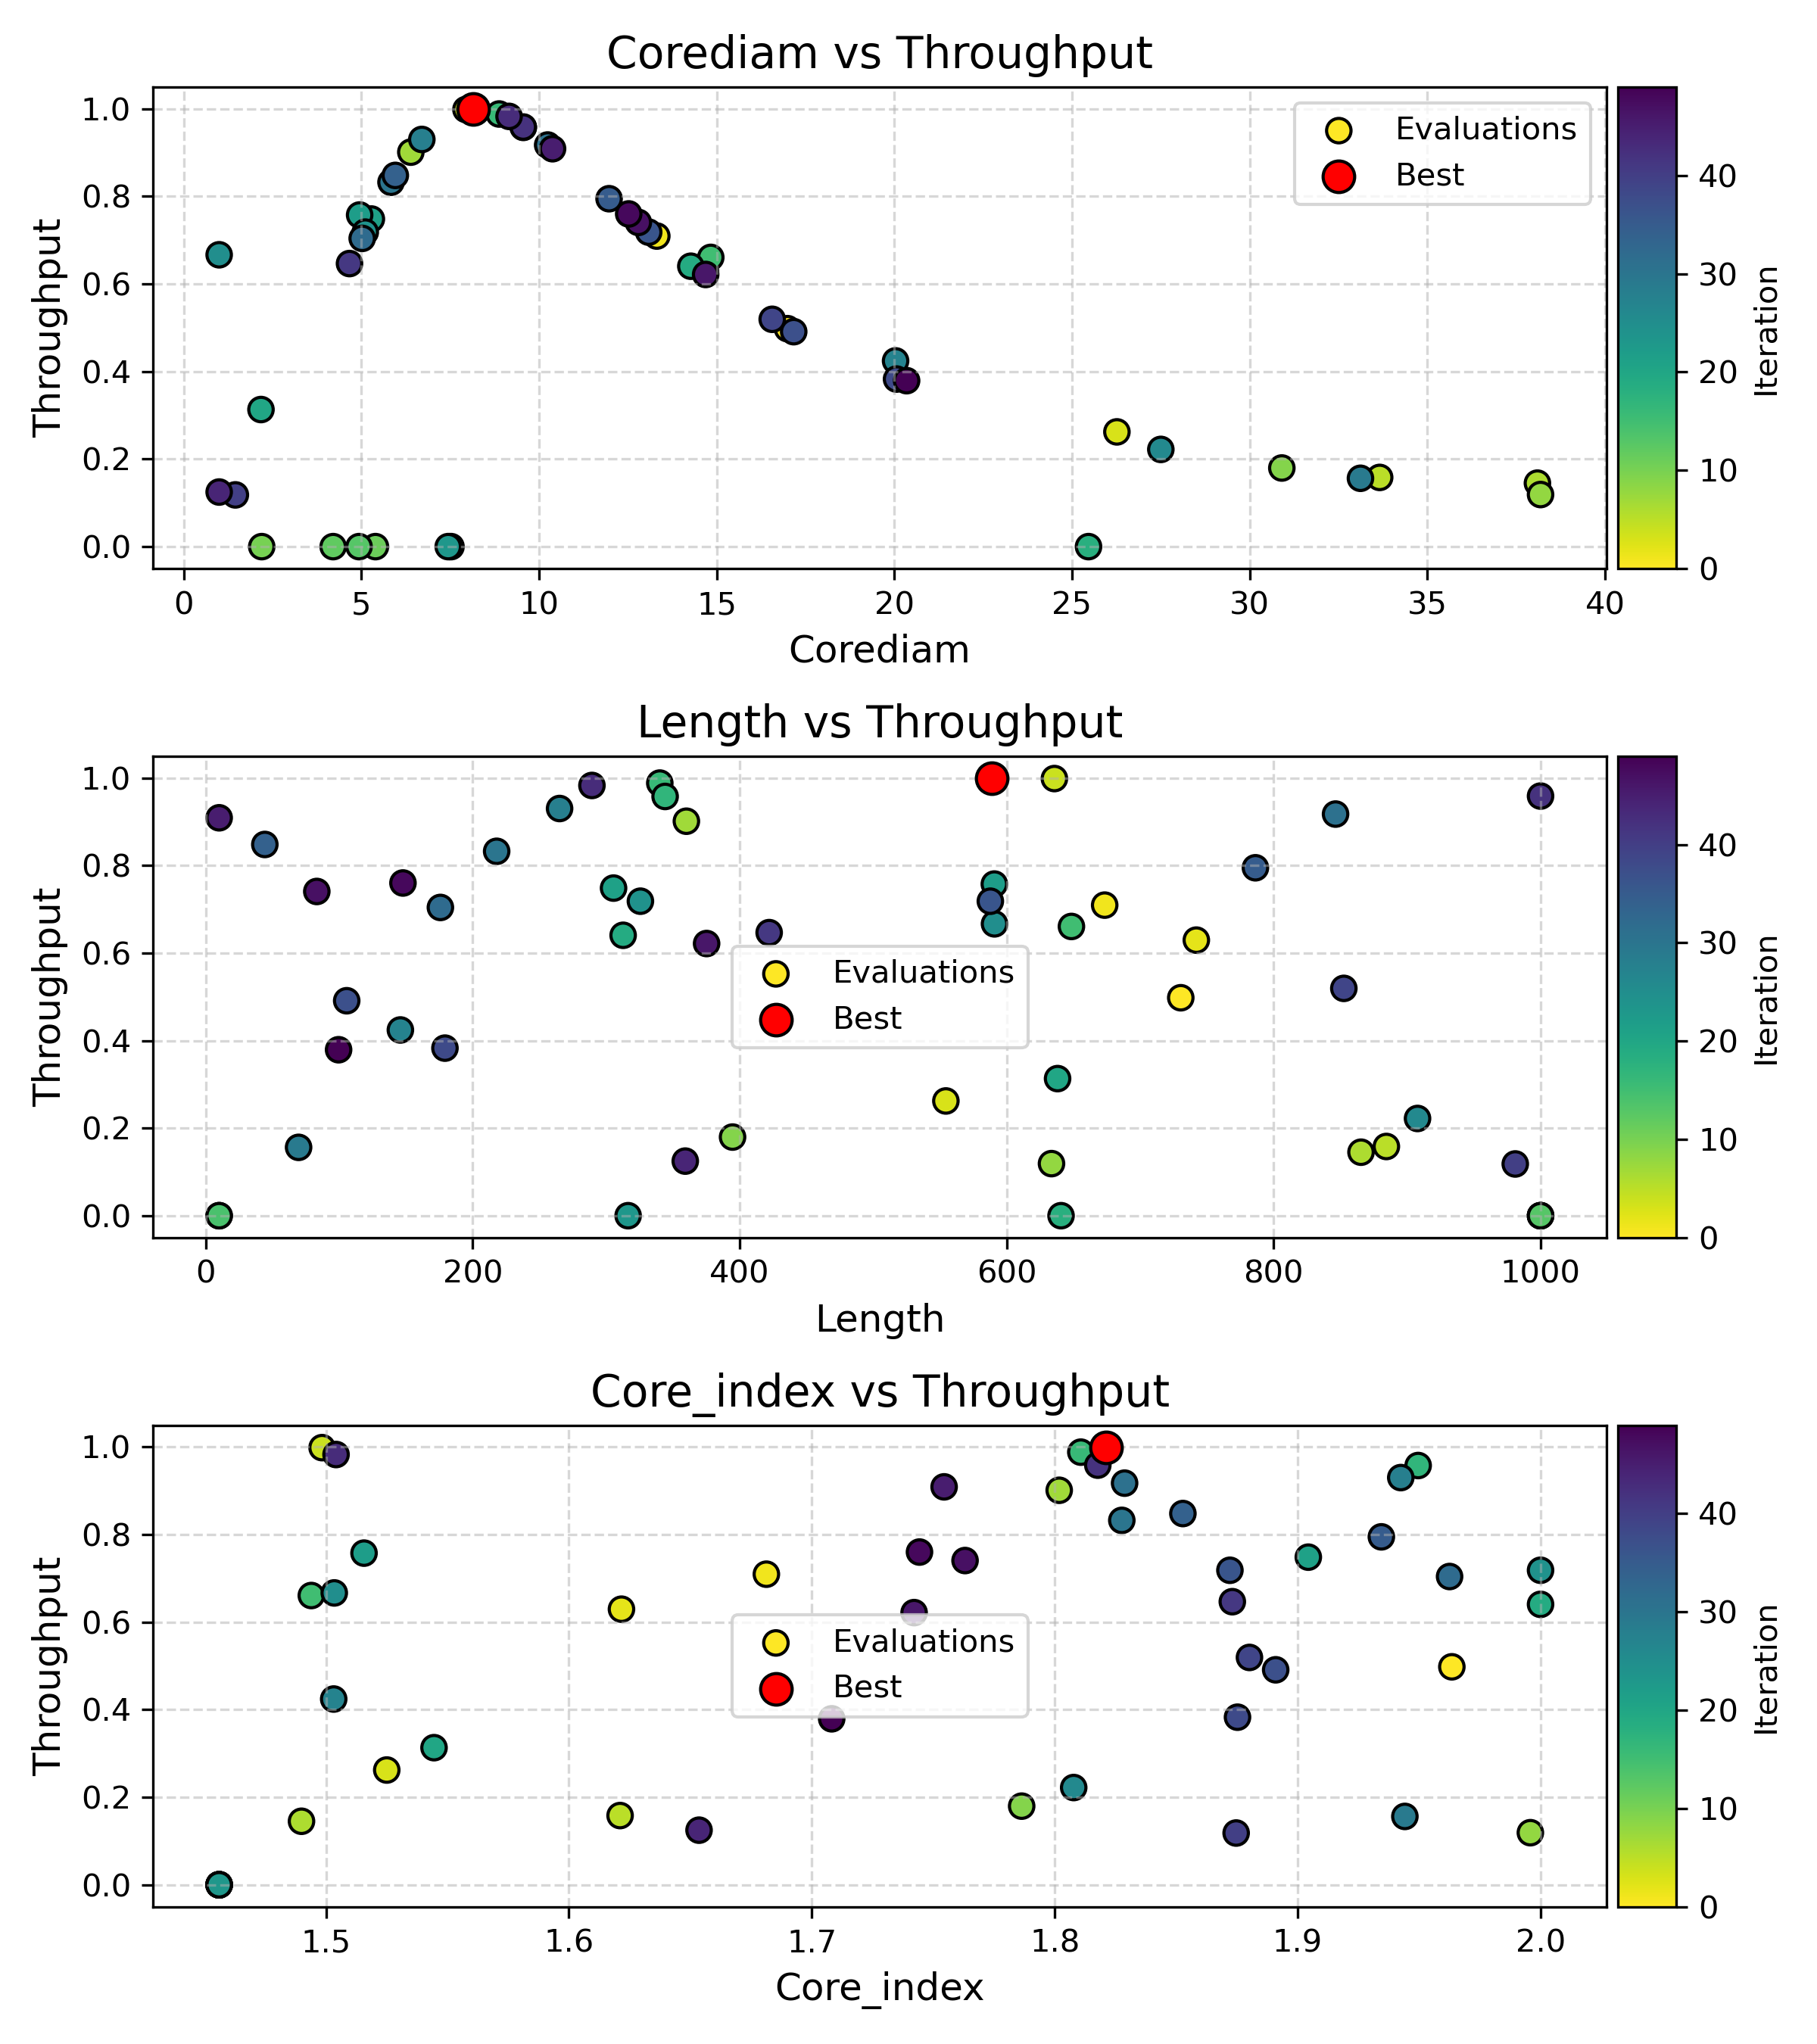 Corediam vs Throughput
Throughput
1.0
0.8
0.6
0.4
0.2
0.0
Evaluations
Best
0 5 10 15 20 25 30 35 40
Corediam
40
30
20
10
0
Iteration
Length vs Throughput
Throughput
1.0
0.8
0.6
0.4
0.2
0.0
Evaluations
Best
0 200 400 600 800 1000
Length
40
30
20
10
0
Iteration
Core_index vs Throughput
Throughput
1.0
0.8
0.6
0.4
0.2
0.0
Evaluations
Best
1.5 1.6 1.7 1.8 1.9 2.0
Core_index
40
30
20
10
0
Iteration